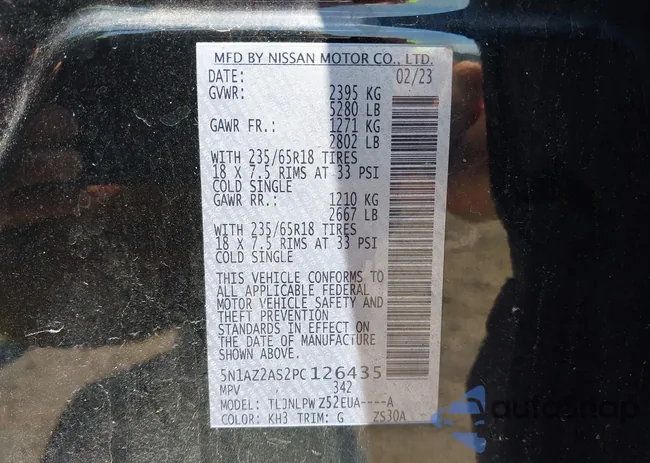 MFD BY NISSAN MOTOR CO., LTD.
DATE: 02/23
GVWR: 2395 KG
5280 LB
GAWR FR.: 1271 KG
2802 LB
WITH 235/65R18 TIRES
18 X 7.5 RIMS AT 33 PSI
COLD SINGLE
GAWR RR.: 1210 KG
2667 LB
WITH 235/65R18 TIRES
18 X 7.5 RIMS AT 33 PSI
COLD SINGLE
THIS VEHICLE CONFORMS TO
ALL APPLICABLE FEDERAL
MOTOR VEHICLE SAFETY AND
THEFT PREVENTION
STANDARDS IN EFFECT ON
THE DATE OF MANUFACTURE
SHOWN ABOVE.
5N1AZ2AS2PC126435
MPV 342
MODEL: TLJNLPWZ52EUA----A
COLOR: KH3 TRIM: G ZS30A
autoSnap